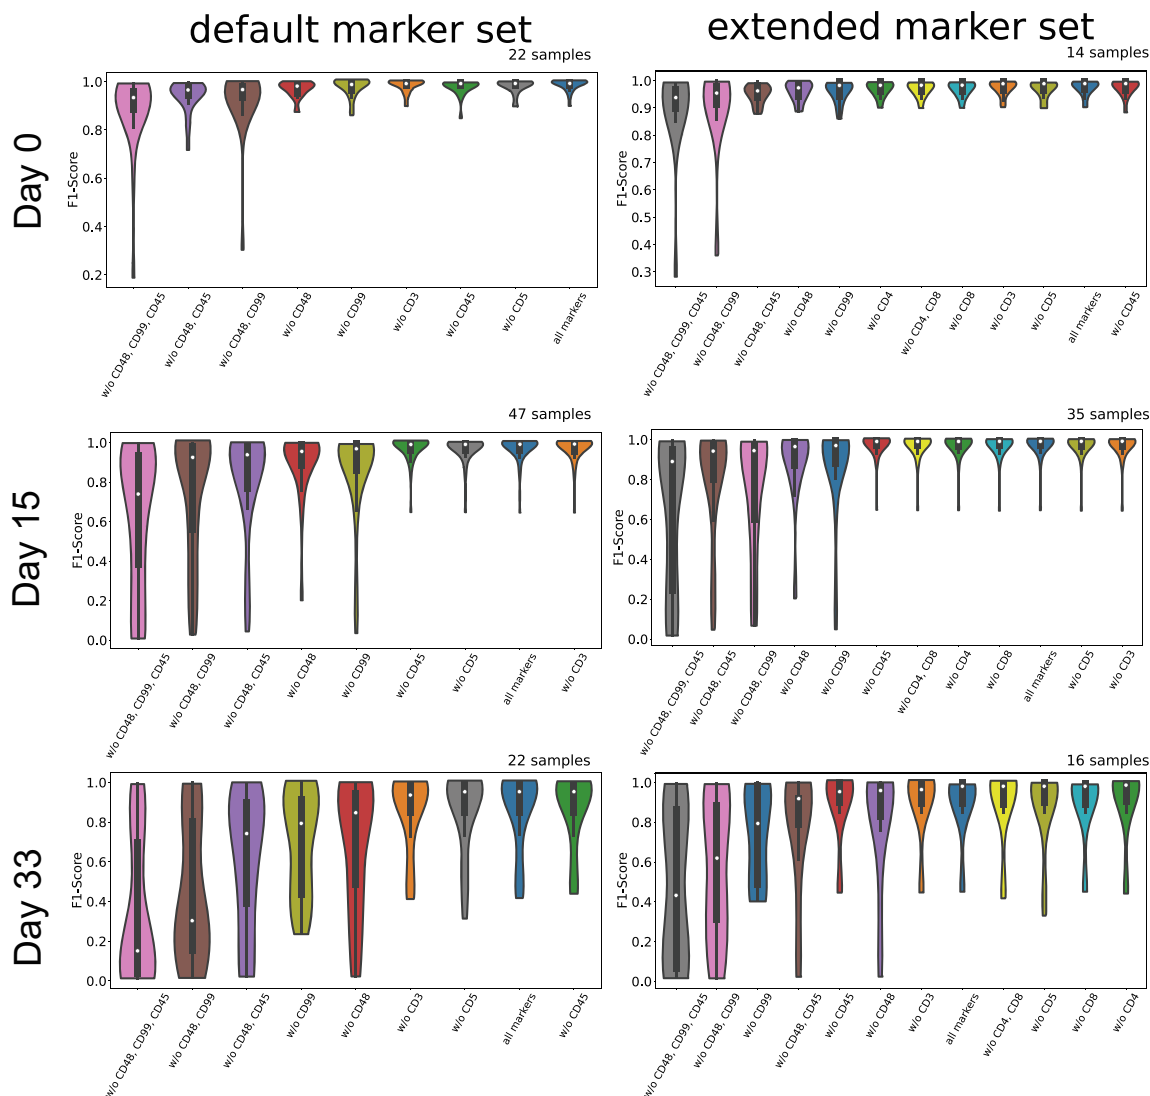 default marker set
extended marker set
22 samples
14 samples
Day 0
F1-Score
1.0
0.8
0.6
0.4
0.2
w/o CD48, CD99, CD45
w/o CD48, CD45
w/o CD48, CD99
w/o CD48
w/o CD99
w/o CD3
w/o CD45
w/o CD5
all markers
F1-Score
1.0
0.9
0.8
0.7
0.6
0.5
0.4
0.3
w/o CD48, CD99, CD45
w/o CD48, CD99
w/o CD48, CD45
w/o CD48
w/o CD99
w/o CD4
w/o CD4, CD8
w/o CD8
w/o CD3
w/o CD5
all markers
w/o CD45
47 samples
35 samples
Day 15
F1-Score
1.0
0.8
0.6
0.4
0.2
0.0
w/o CD48, CD99, CD45
w/o CD48, CD99
w/o CD48, CD45
w/o CD48
w/o CD99
w/o CD45
w/o CD5
all markers
w/o CD3
F1-Score
1.0
0.8
0.6
0.4
0.2
0.0
w/o CD48, CD99, CD45
w/o CD48, CD45
w/o CD48, CD99
w/o CD48
w/o CD99
w/o CD45
w/o CD4, CD8
w/o CD4
w/o CD8
all markers
w/o CD5
w/o CD3
22 samples
16 samples
Day 33
F1-Score
1.0
0.8
0.6
0.4
0.2
0.0
w/o CD48, CD99, CD45
w/o CD48, CD99
w/o CD48, CD45
w/o CD99
w/o CD48
w/o CD3
w/o CD5
all markers
w/o CD45
F1-Score
1.0
0.8
0.6
0.4
0.2
0.0
w/o CD48, CD99, CD45
w/o CD48, CD99
w/o CD99
w/o CD48, CD45
w/o CD45
w/o CD48
w/o CD3
all markers
w/o CD4, CD8
w/o CD5
w/o CD8
w/o CD4